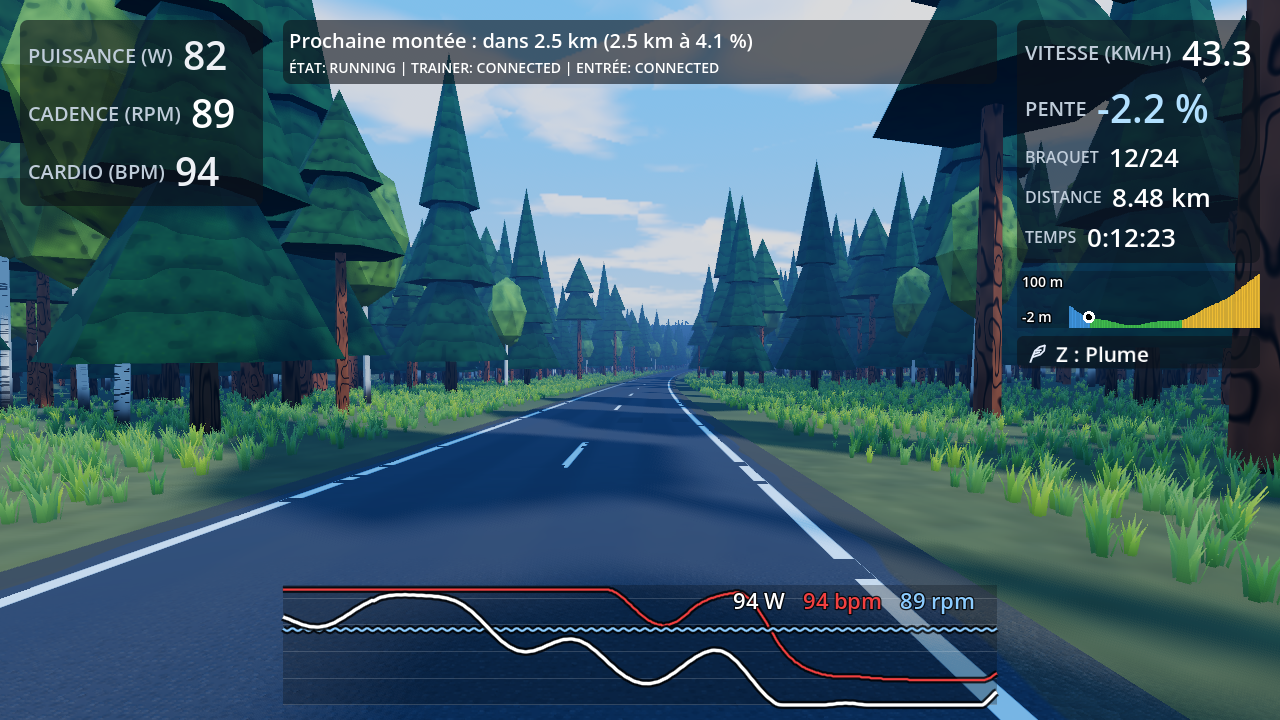 PUISSANCE (W) 82
CADENCE (RPM) 89
CARDIO (BPM) 94
Prochaine montée : dans 2.5 km (2.5 km à 4.1 %)
ÉTAT: RUNNING | TRAINER: CONNECTED | ENTRÉE: CONNECTED
VITESSE (KM/H) 43.3
PENTE -2.2 %
BRAQUET 12/24
DISTANCE 8.48 km
TEMPS 0:12:23
100 m
-2 m
Z : Plume
94 W 94 bpm 89 rpm